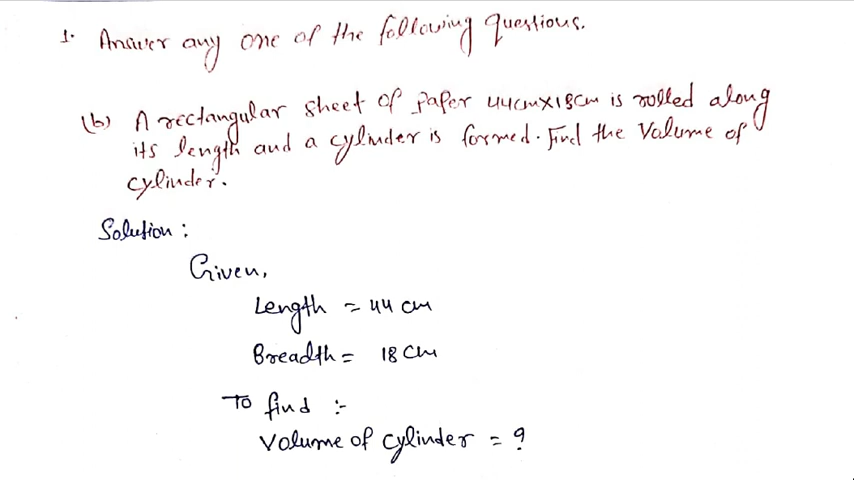 1. Answer any one of the following questions.
(b) A rectangular sheet of paper 44cm×18cm is rolled along
its length and a cylinder is formed. Find the Volume of
cylinder.
Solution :
Given,
Length = 44 cm
Breadth = 18 cm
To find :-
Volume of cylinder = ?